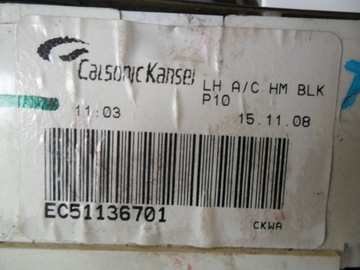 CalsonicKansei
LH A/C HM BLK
P10
11:03
15.11.08
EC51136701
CKWA